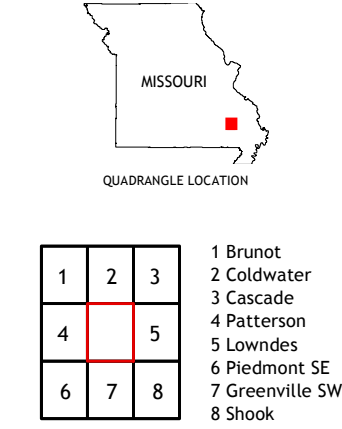 MISSOURI
QUADRANGLE LOCATION
1 2 3
4 5
6 7 8
1 Brunot
2 Coldwater
3 Cascade
4 Patterson
5 Lowndes
6 Piedmont SE
7 Greenville SW
8 Shook